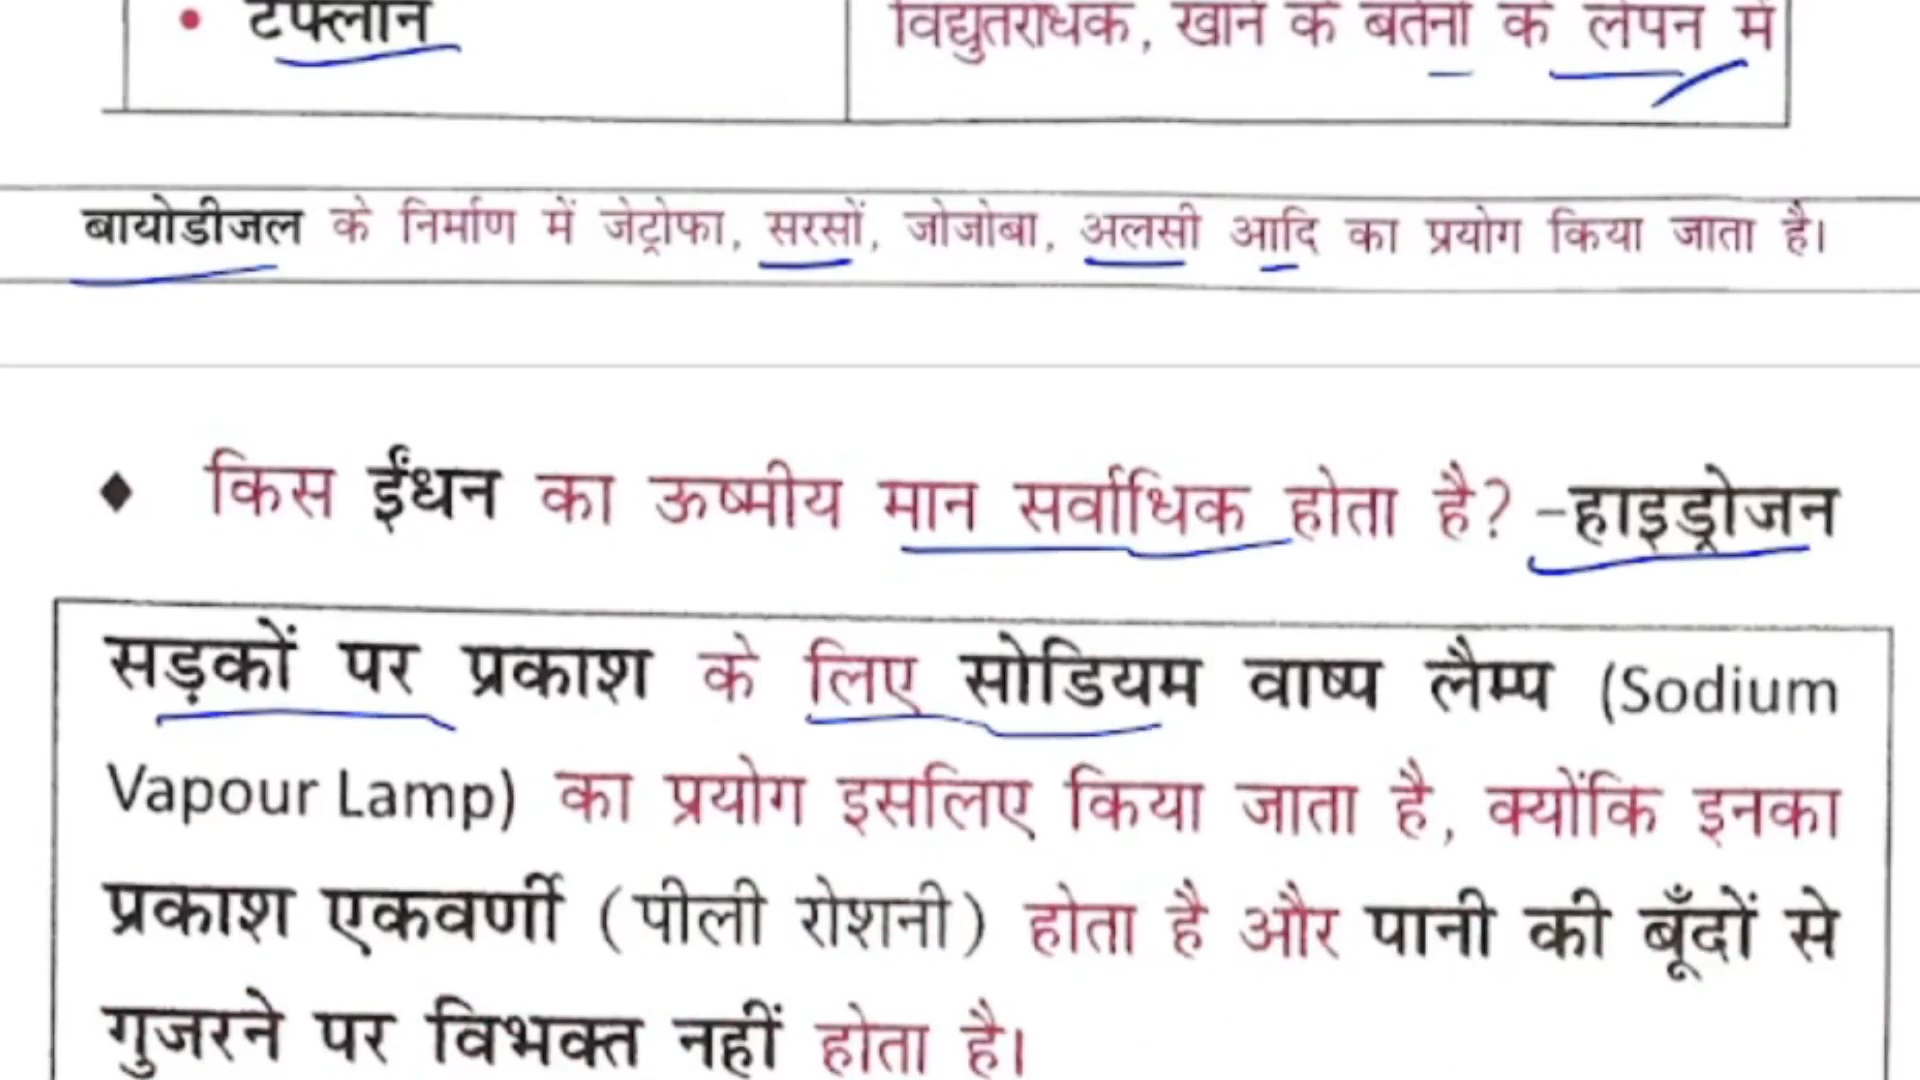 • टेफ्लॉन विद्युतरोधक, खाने के बर्तनों के लेपन में
बायोडीजल के निर्माण में जेट्रोफा, सरसों, जोजोबा, अलसी आदि का प्रयोग किया जाता है।
♦ किस ईंधन का ऊष्मीय मान सर्वाधिक होता है? –हाइड्रोजन
सड़कों पर प्रकाश के लिए सोडियम वाष्प लैम्प (Sodium
Vapour Lamp) का प्रयोग इसलिए किया जाता है, क्योंकि इनका
प्रकाश एकवर्णी (पीली रोशनी) होता है और पानी की बूँदों से
गुजरने पर विभक्त नहीं होता है।